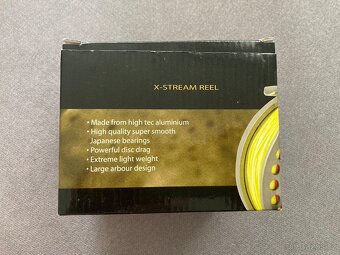 X-STREAM REEL
• Made from high tec aluminium
• High quality super smooth
Japanese bearings
• Powerful disc drag
• Extreme light weight
• Large arbour design